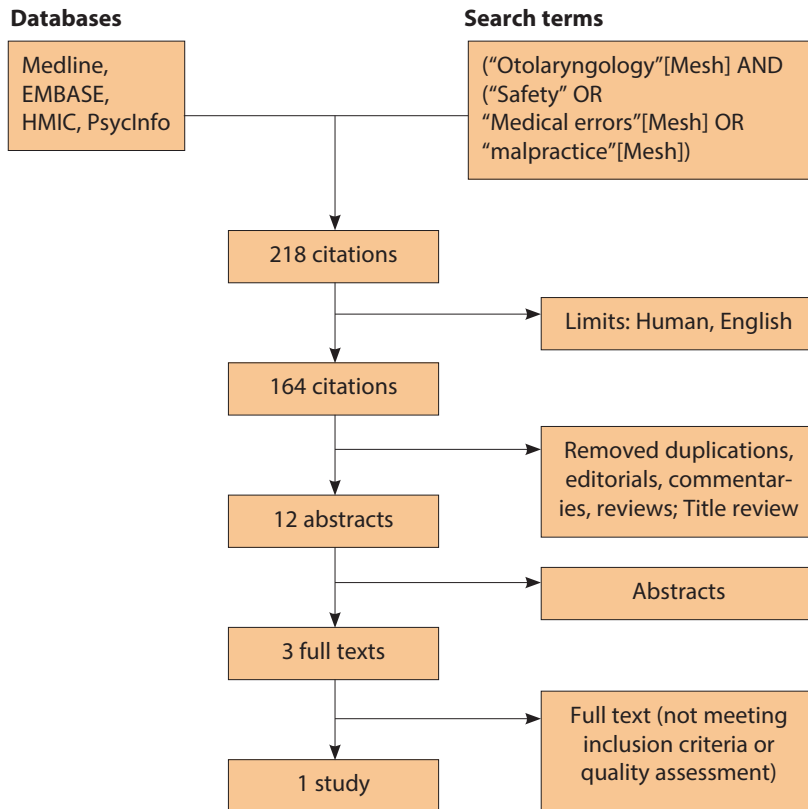 Databases
Search terms
Medline,
EMBASE,
HMIC, PsycInfo
(“Otolaryngology”[Mesh] AND
(“Safety” OR
“Medical errors”[Mesh] OR
“malpractice”[Mesh])
218 citations
Limits: Human, English
164 citations
Removed duplications,
editorials, commentar-
ies, reviews; Title review
12 abstracts
Abstracts
3 full texts
Full text (not meeting
inclusion criteria or
quality assessment)
1 study